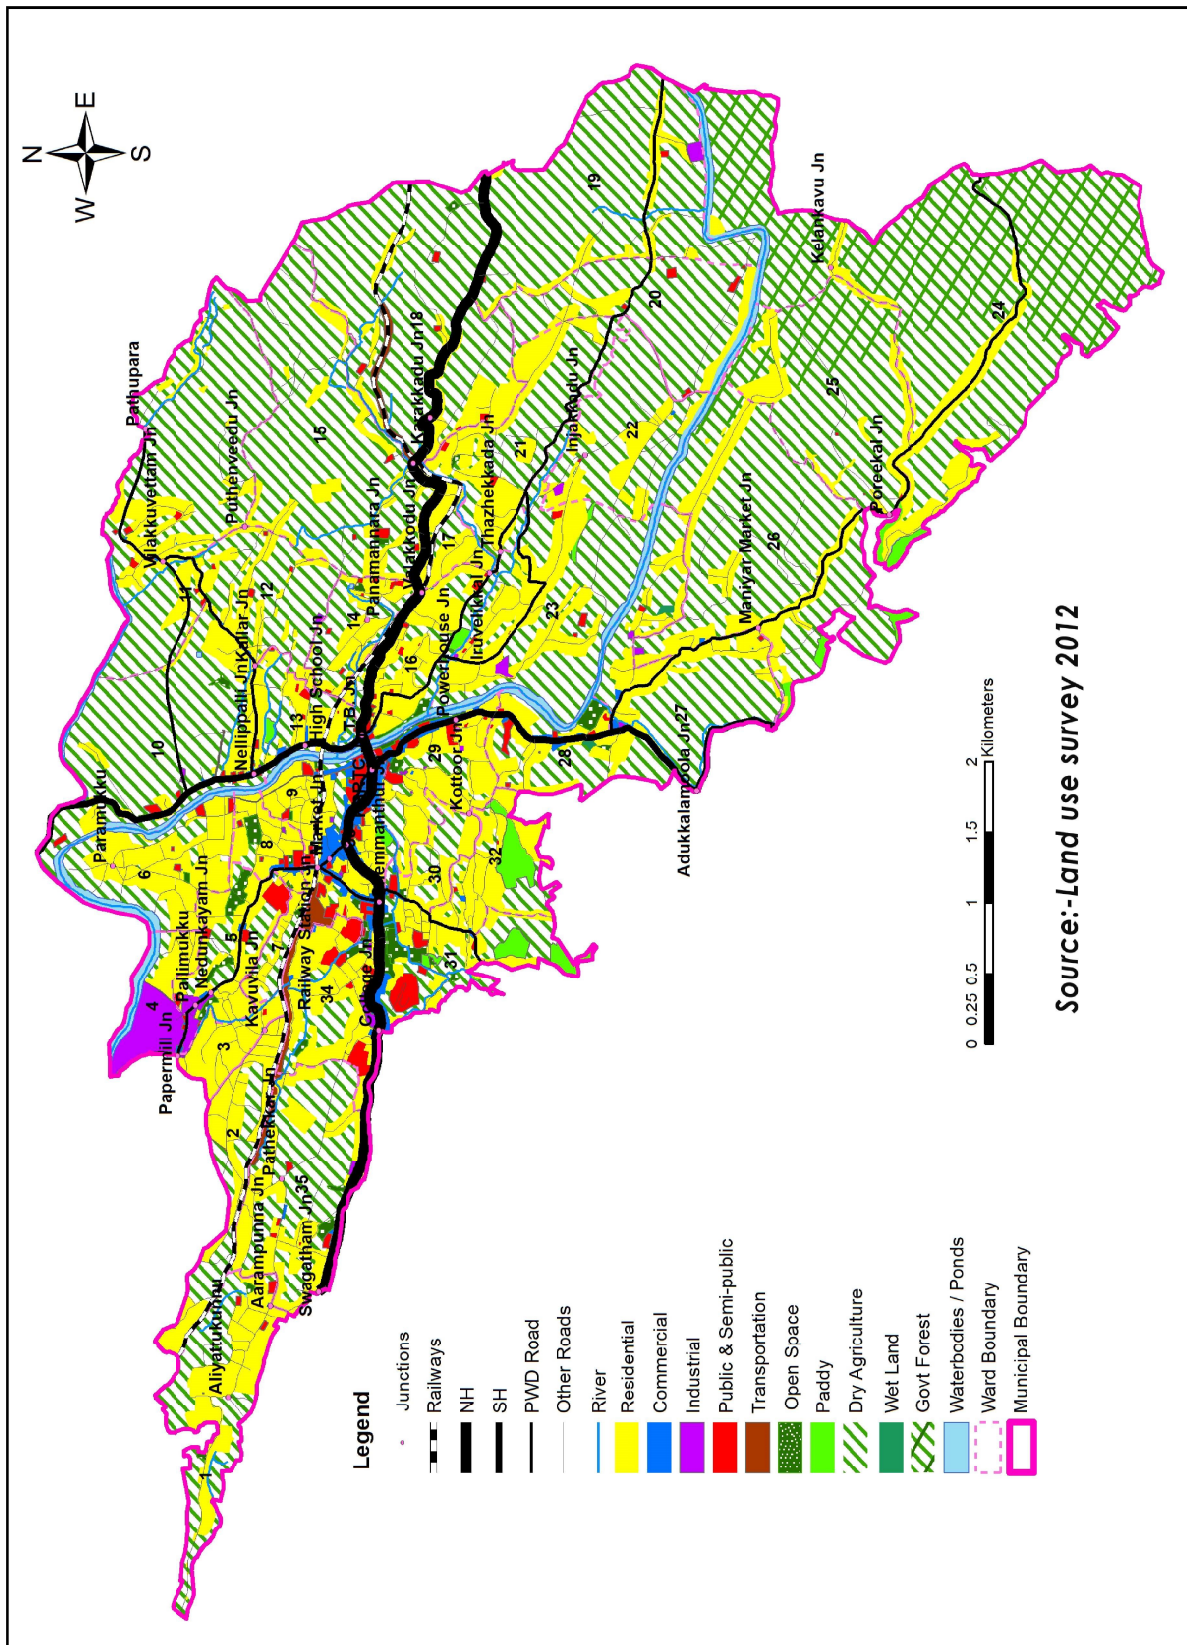 N
E
S
W
Pathupara
Vilakkuvettam Jn
Puthenveedu Jn
15
11
12
Kallar Jn
Nellippalli Jn
10
13
High School Jn
14
Panamannara Jn
Valakkodu Jn
Karakkadu Jn
18
19
20
17
Thazhekkada Jn
21
Injakkadu Jn
22
Iruvelikkal Jn
16
Powerhouse Jn
T.B Jn
23
Kelankavu Jn
24
25
Poreekal Jn
26
Maniyar Market Jn
27
Adukkalamoola Jn
28
29
Kottoor Jn
30
32
31
Paramukku
6
9
8
Market Jn
Pallimukku
Nedunkayam Jn
5
7
Railway Station Jn
Kavuvila Jn
34
College Jn
4
Papermill Jn
3
2
Pathekkar Jn
35
Aarampunna Jn
Swagatham Jn
Aliyatukunnu
1
Legend
Junctions
Railways
NH
SH
PWD Road
Other Roads
River
Residential
Commercial
Industrial
Public & Semi-public
Transportation
Open Space
Paddy
Dry Agriculture
Wet Land
Govt Forest
Waterbodies / Ponds
Ward Boundary
Municipal Boundary
0 0.25 0.5 1 1.5 2
Kilometers
Source:-Land use survey 2012